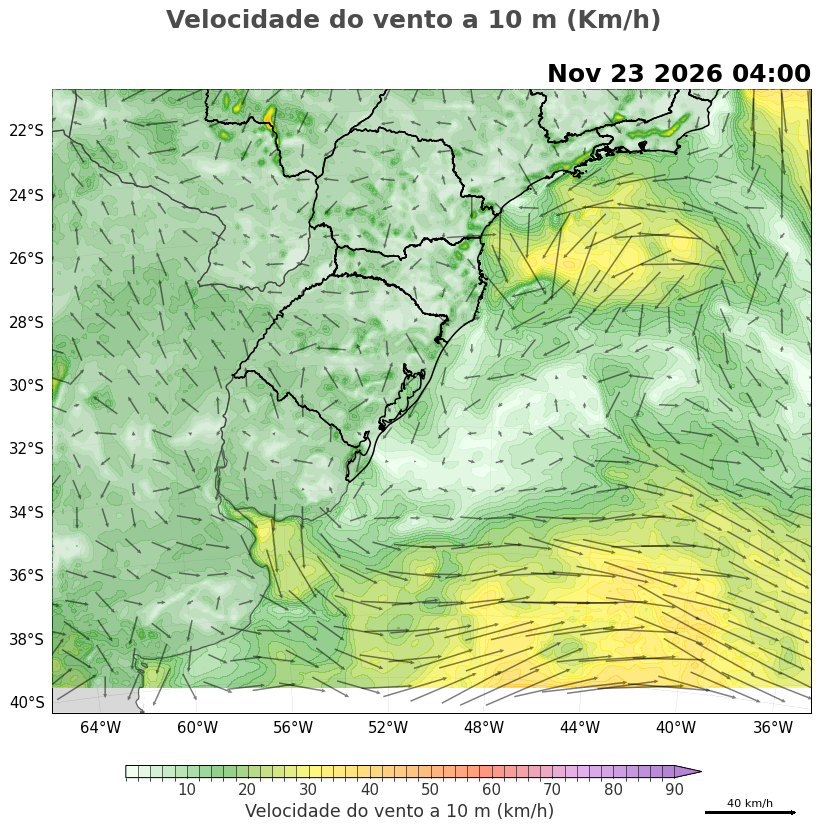 Velocidade do vento a 10 m (Km/h)
Nov 23 2026 04:00
22°S
24°S
26°S
28°S
30°S
32°S
34°S
36°S
38°S
40°S
64°W 60°W 56°W 52°W 48°W 44°W 40°W 36°W
10 20 30 40 50 60 70 80 90
Velocidade do vento a 10 m (km/h)
40 km/h